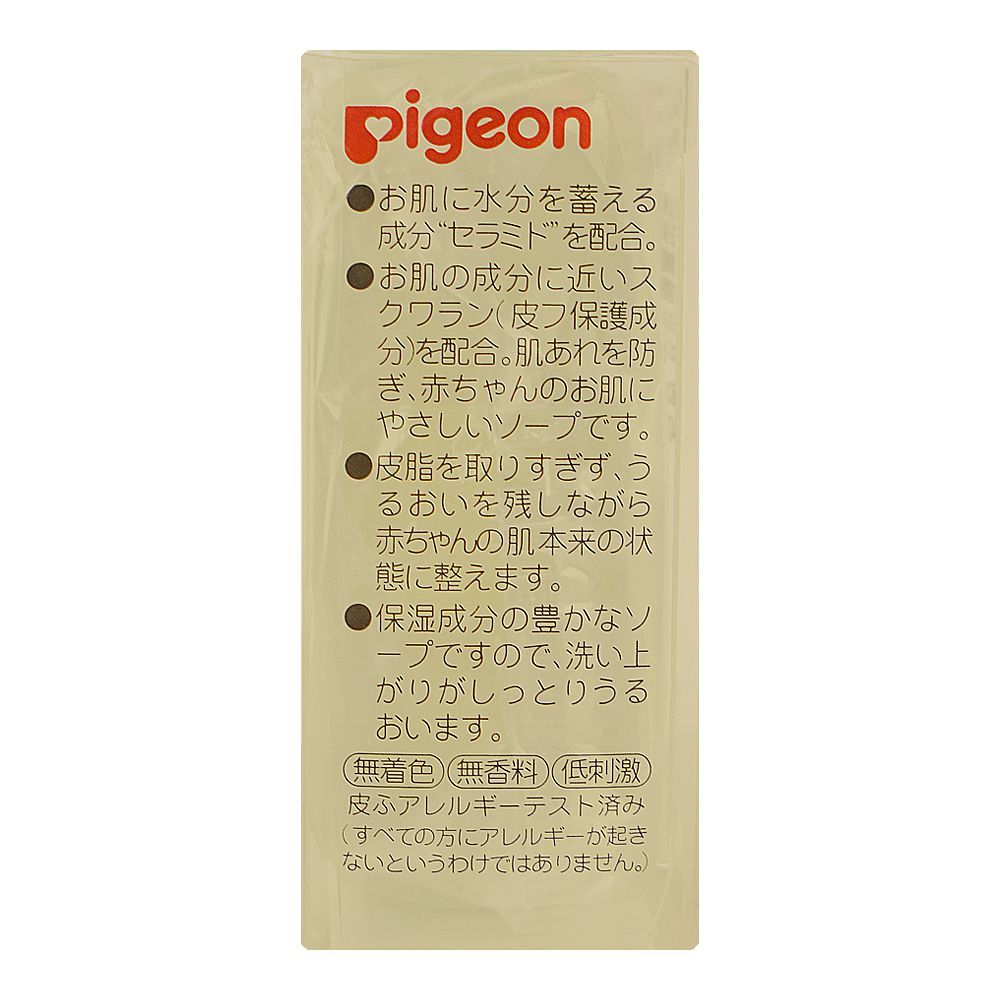 Pigeon
●お肌に水分を蓄える
成分“セラミド”を配合。
●お肌の成分に近いス
クワラン(皮フ保護成
分)を配合。肌あれを防
ぎ、赤ちゃんのお肌に
やさしいソープです。
●皮脂を取りすぎず、う
るおいを残しながら
赤ちゃんの肌本来の状
態に整えます。
●保湿成分の豊かなソ
ープですので、洗い上
がりがしっとりうる
おいます。
無着色 無香料 低刺激
皮ふアレルギーテスト済み
(すべての方にアレルギーが起き
ないというわけではありません。)